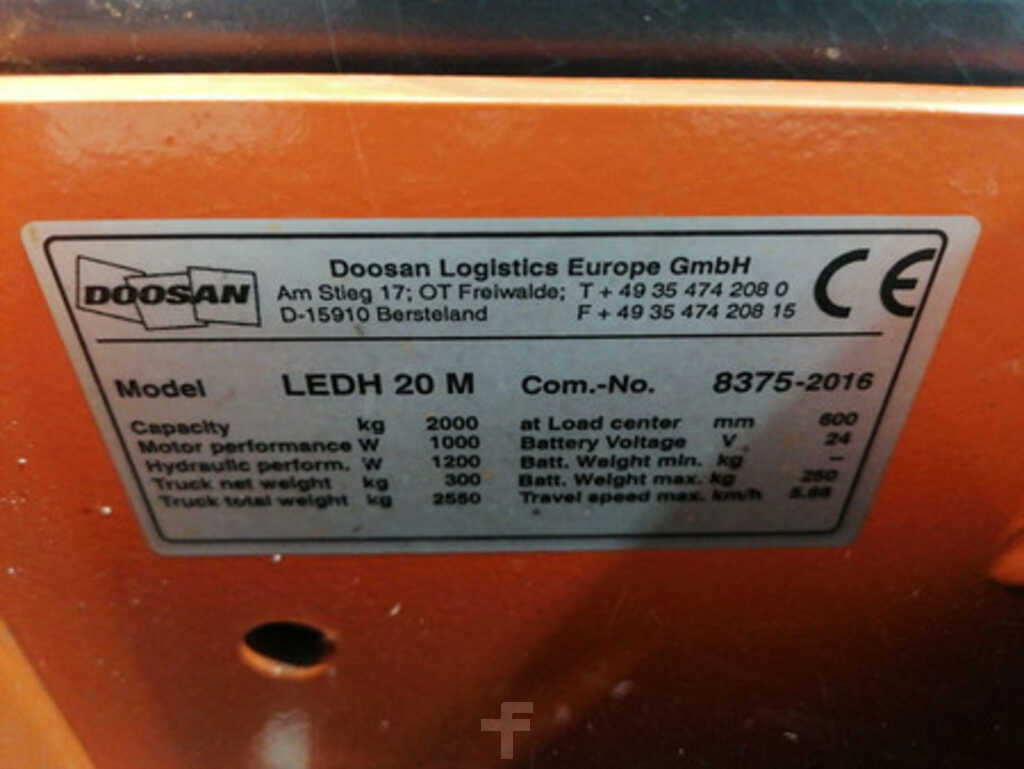 DOOSAN
Doosan Logistics Europe GmbH
Am Stieg 17; OT Freiwalde; T + 49 35 474 208 0
D-15910 Bersteland F + 49 35 474 208 15
CE
Model LEDH 20 M Com.-No. 8375-2016
Capacity kg 2000 at Load center mm 600
Motor performance W 1000 Battery Voltage V 24
Hydraulic perform. W 1200 Batt. Weight min. kg –
Truck net weight kg 300 Batt. Weight max. kg 250
Truck total weight kg 2550 Travel speed max. km/h